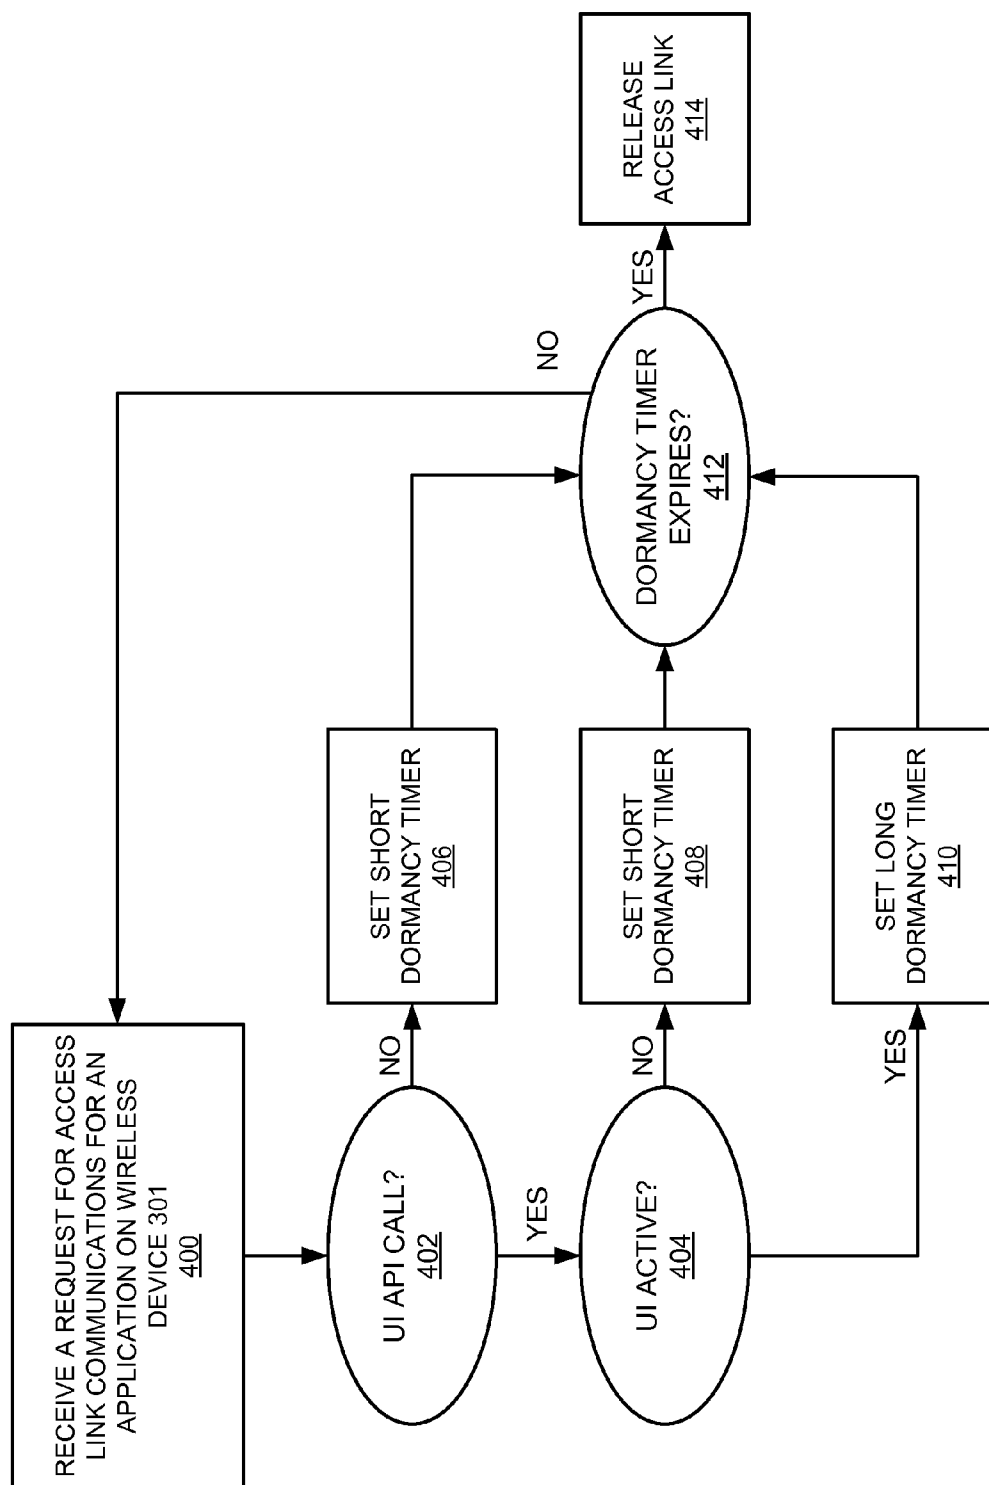 RECEIVE A REQUEST FOR ACCESS
LINK COMMUNICATIONS FOR AN
APPLICATION ON WIRELESS
DEVICE 301
400
UI API CALL?
402
NO
YES
SET SHORT
DORMANCY TIMER
406
UI ACTIVE?
404
NO
YES
SET SHORT
DORMANCY TIMER
408
SET LONG
DORMANCY TIMER
410
DORMANCY TIMER
EXPIRES?
412
NO
YES
RELEASE
ACCESS LINK
414